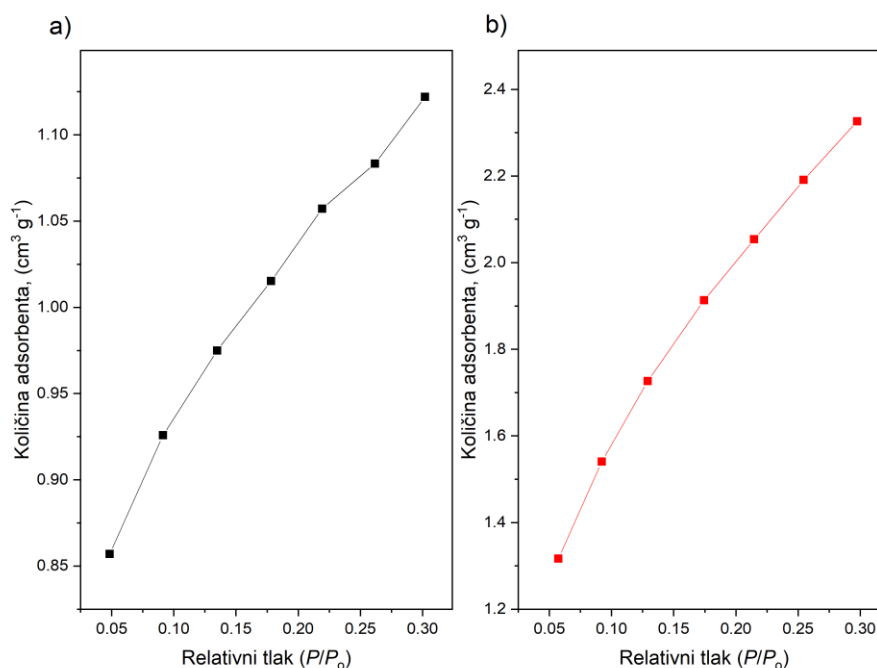 a)
Količina adsorbenta, (cm³ g⁻¹)
1.10
1.05
1.00
0.95
0.90
0.85
0.05 0.10 0.15 0.20 0.25 0.30
Relativni tlak (P/Pₒ)
b)
Količina adsorbenta, (cm³ g⁻¹)
2.4
2.2
2.0
1.8
1.6
1.4
1.2
0.05 0.10 0.15 0.20 0.25 0.30
Relativni tlak (P/Pₒ)